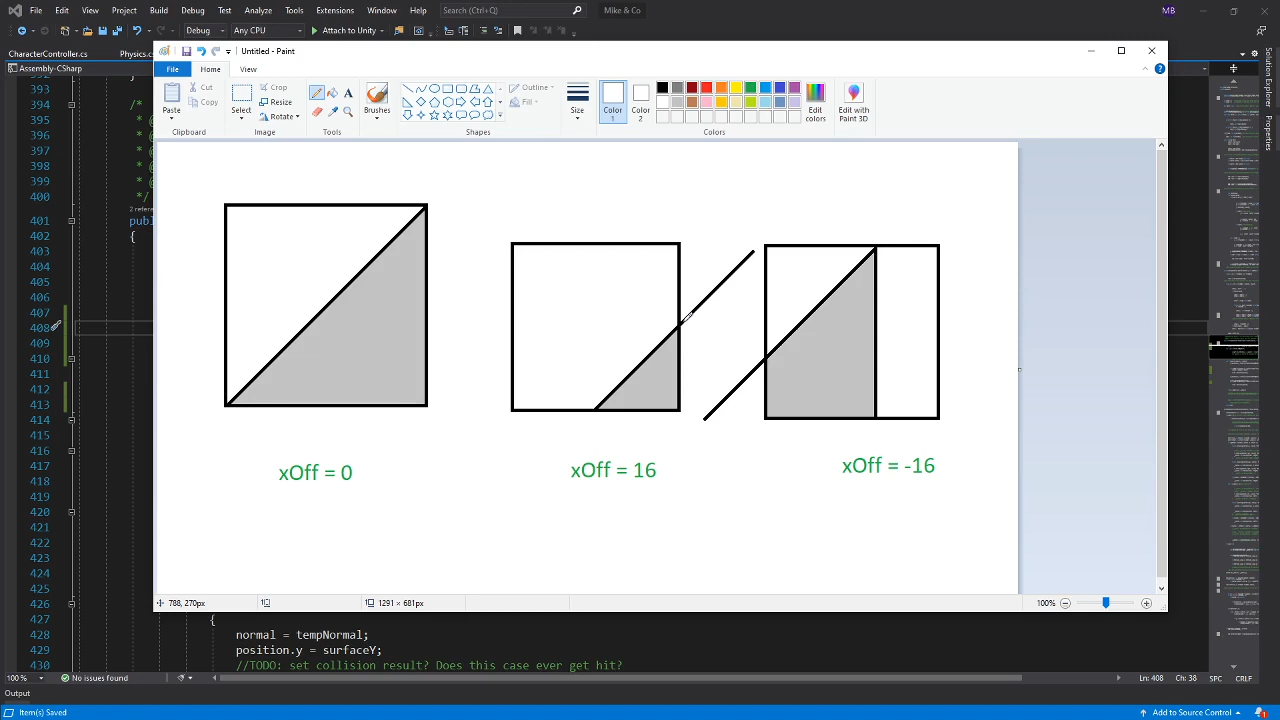 File Edit View Build Debug Test Analyze Tools Extensions Window Help Search (Ctrl+Q) Mike & Co MB
Debug Any CPU Attach to Unity
CharacterController.cs Physics.cs
Assembly-CSharp
Untitled - Paint
File Home View
Paste Cut Copy Select Crop Resize Rotate Brushes Outline Size Edit colors Edit with Paint 3D
Clipboard Image Tools Shapes Colors
Solution Explorer
Properties
393
394 /*
395 * @
396 * @
397 * @
398 * @
399 * @
400 */
2 refere
401 publ
402 {
403
404
405
406
407
408
409
410
411
412
413
414
415
416
417
418
419
420
421
422
423
424
425
426
427 {
428 normal = tempNormal
429 position.y = surfaceY;
430 //TODO: set collision result? Does this case ever get hit?
xOff = 0
xOff = 16
xOff = -16
788, 270px 1291 × 681px 100%
100 % No issues found Ln: 408 Ch: 38 SPC CRLF
Output
Item(s) Saved Add to Source Control 1